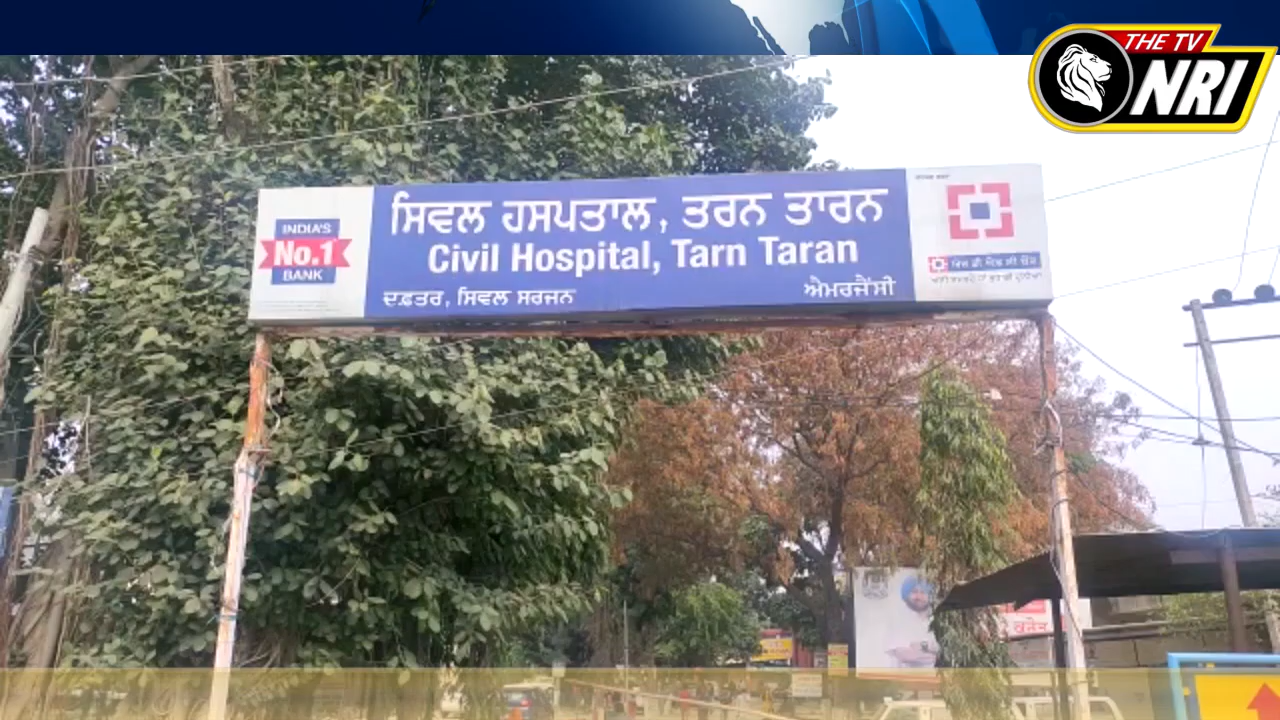 THE TV
NRI
ਸਿਵਲ ਹਸਪਤਾਲ, ਤਰਨ ਤਾਰਨ
Civil Hospital, Tarn Taran
ਦਫ਼ਤਰ, ਸਿਵਲ ਸਰਜਨ
ਐਮਰਜੈਂਸੀ
INDIA'S
No.1
BANK